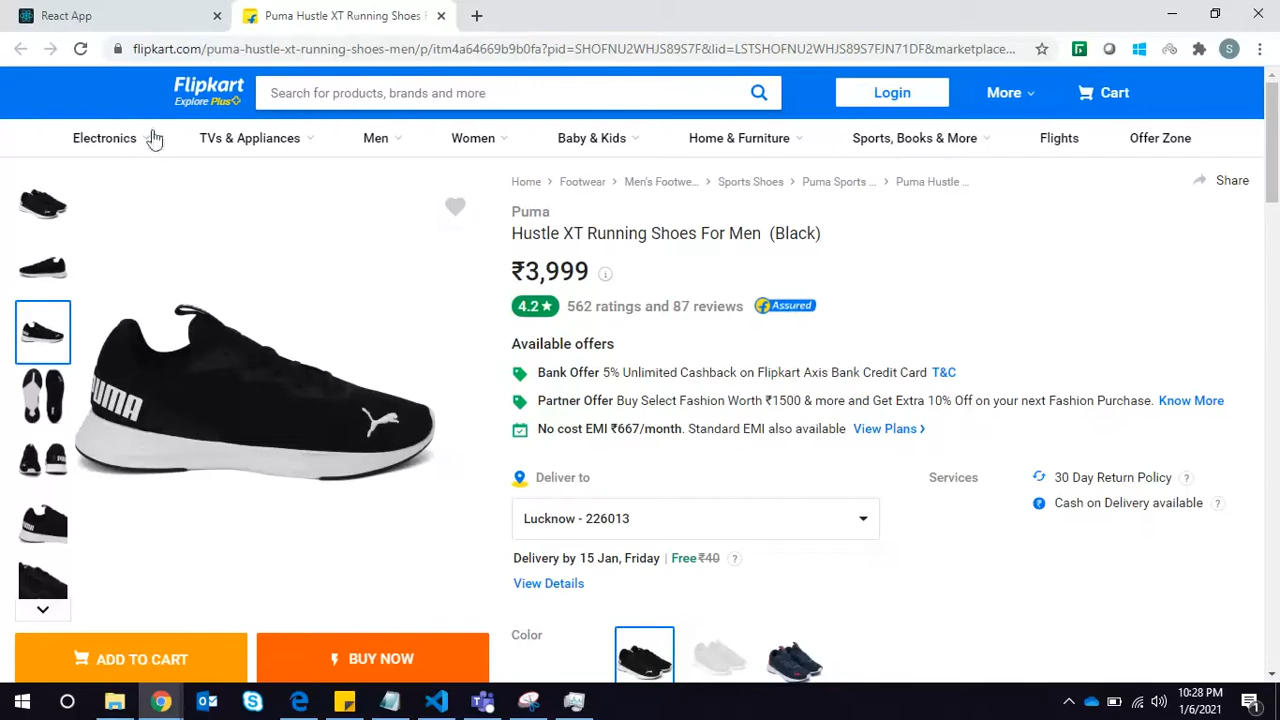 React App
Puma Hustle XT Running Shoes F
flipkart.com/puma-hustle-xt-running-shoes-men/p/itm4a64669b9b0fa?pid=SHOFNU2WHJS89S7F&lid=LSTSHOFNU2WHJS89S7FJN71DF&marketplace...
S
Flipkart
Explore Plus
Search for products, brands and more
Login
More
Cart
Electronics
TVs & Appliances
Men
Women
Baby & Kids
Home & Furniture
Sports, Books & More
Flights
Offer Zone
Home
Footwear
Men's Footwe...
Sports Shoes
Puma Sports ...
Puma Hustle ...
Share
Puma
Hustle XT Running Shoes For Men (Black)
₹3,999
4.2★ 562 ratings and 87 reviews Assured
Available offers
Bank Offer 5% Unlimited Cashback on Flipkart Axis Bank Credit Card T&C
Partner Offer Buy Select Fashion Worth ₹1500 & more and Get Extra 10% Off on your next Fashion Purchase. Know More
No cost EMI ₹667/month. Standard EMI also available View Plans
Deliver to
Services
30 Day Return Policy ?
Cash on Delivery available ?
Lucknow - 226013
Delivery by 15 Jan, Friday | Free ₹40 ?
View Details
Color
PUMA
ADD TO CART
BUY NOW
10:28 PM
1/6/2021